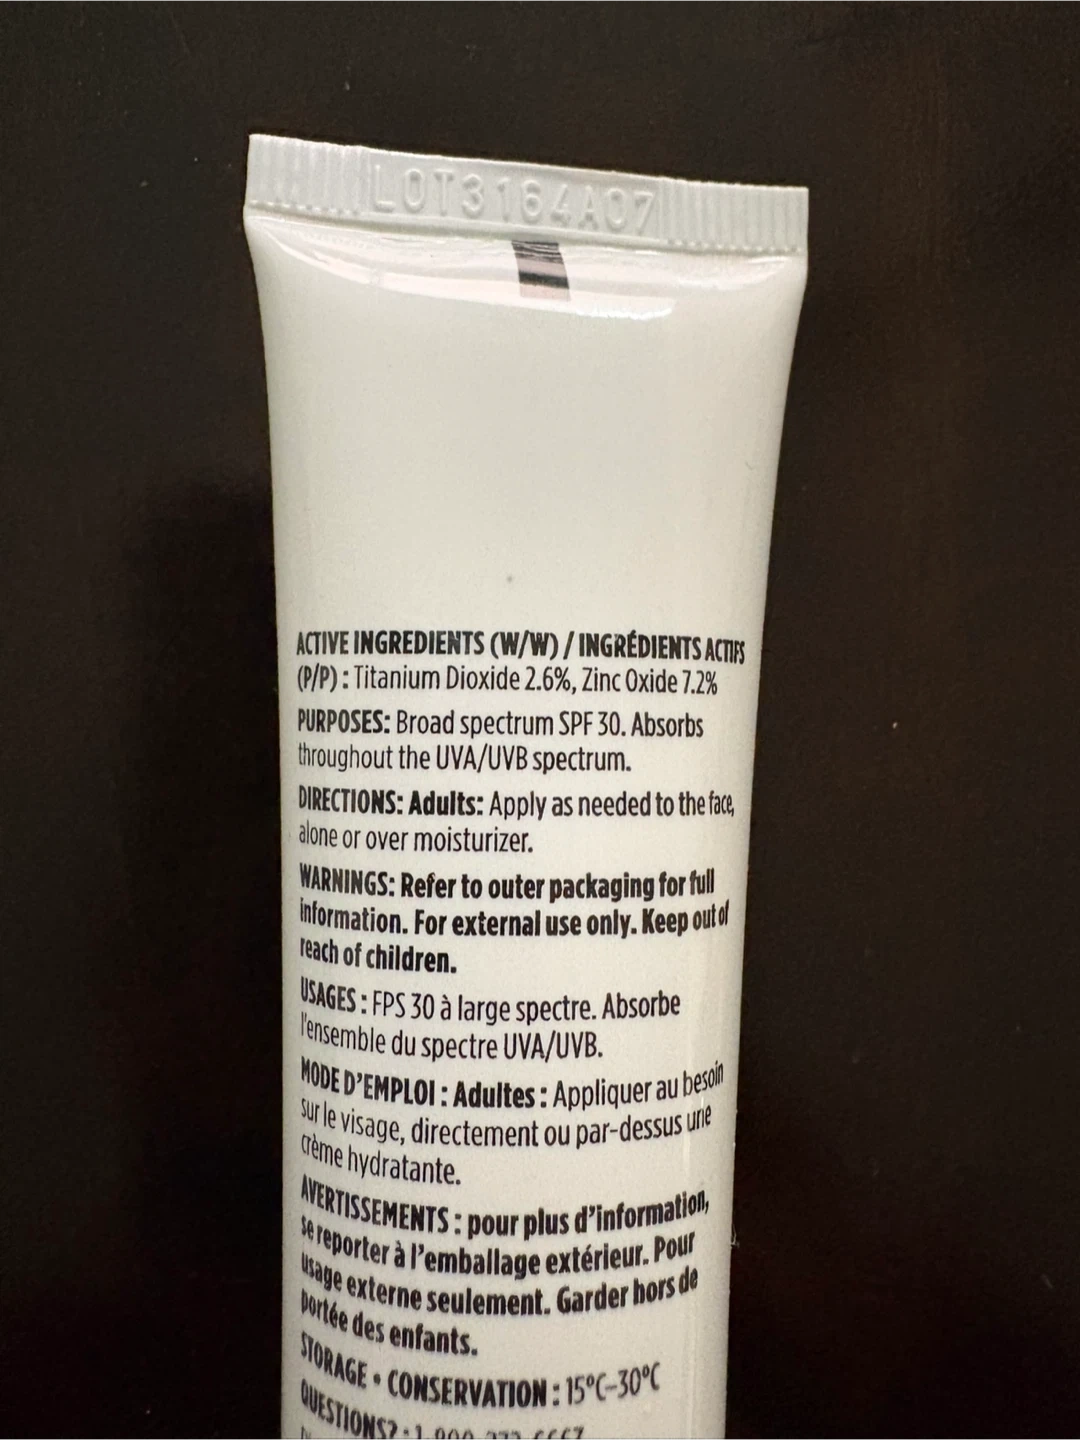 LOT3164A07
ACTIVE INGREDIENTS (W/W) / INGRÉDIENTS ACTIFS
(P/P) : Titanium Dioxide 2.6%, Zinc Oxide 7.2%
PURPOSES: Broad spectrum SPF 30. Absorbs
throughout the UVA/UVB spectrum.
DIRECTIONS: Adults: Apply as needed to the face,
alone or over moisturizer.
WARNINGS: Refer to outer packaging for full
information. For external use only. Keep out of
reach of children.
USAGES : FPS 30 à large spectre. Absorbe
l'ensemble du spectre UVA/UVB.
MODE D'EMPLOI : Adultes : Appliquer au besoin
sur le visage, directement ou par-dessus une
crème hydratante.
AVERTISSEMENTS : pour plus d'information,
se reporter à l'emballage extérieur. Pour
usage externe seulement. Garder hors de
portée des enfants.
STORAGE • CONSERVATION : 15°C-30°C
QUESTIONS? :